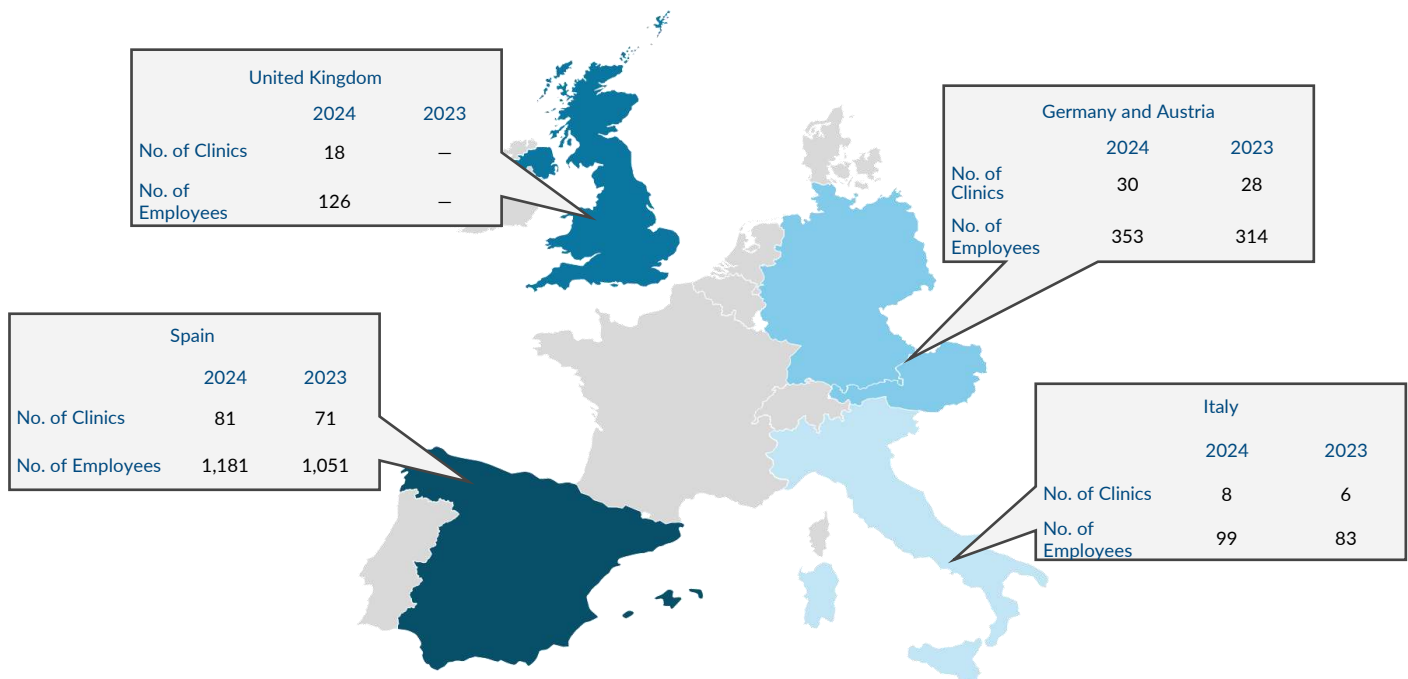 United Kingdom
2024 2023
No. of Clinics 18 —
No. of
Employees 126 —
Germany and Austria
2024 2023
No. of
Clinics 30 28
No. of
Employees 353 314
Spain
2024 2023
No. of Clinics 81 71
No. of Employees 1,181 1,051
Italy
2024 2023
No. of Clinics 8 6
No. of
Employees 99 83